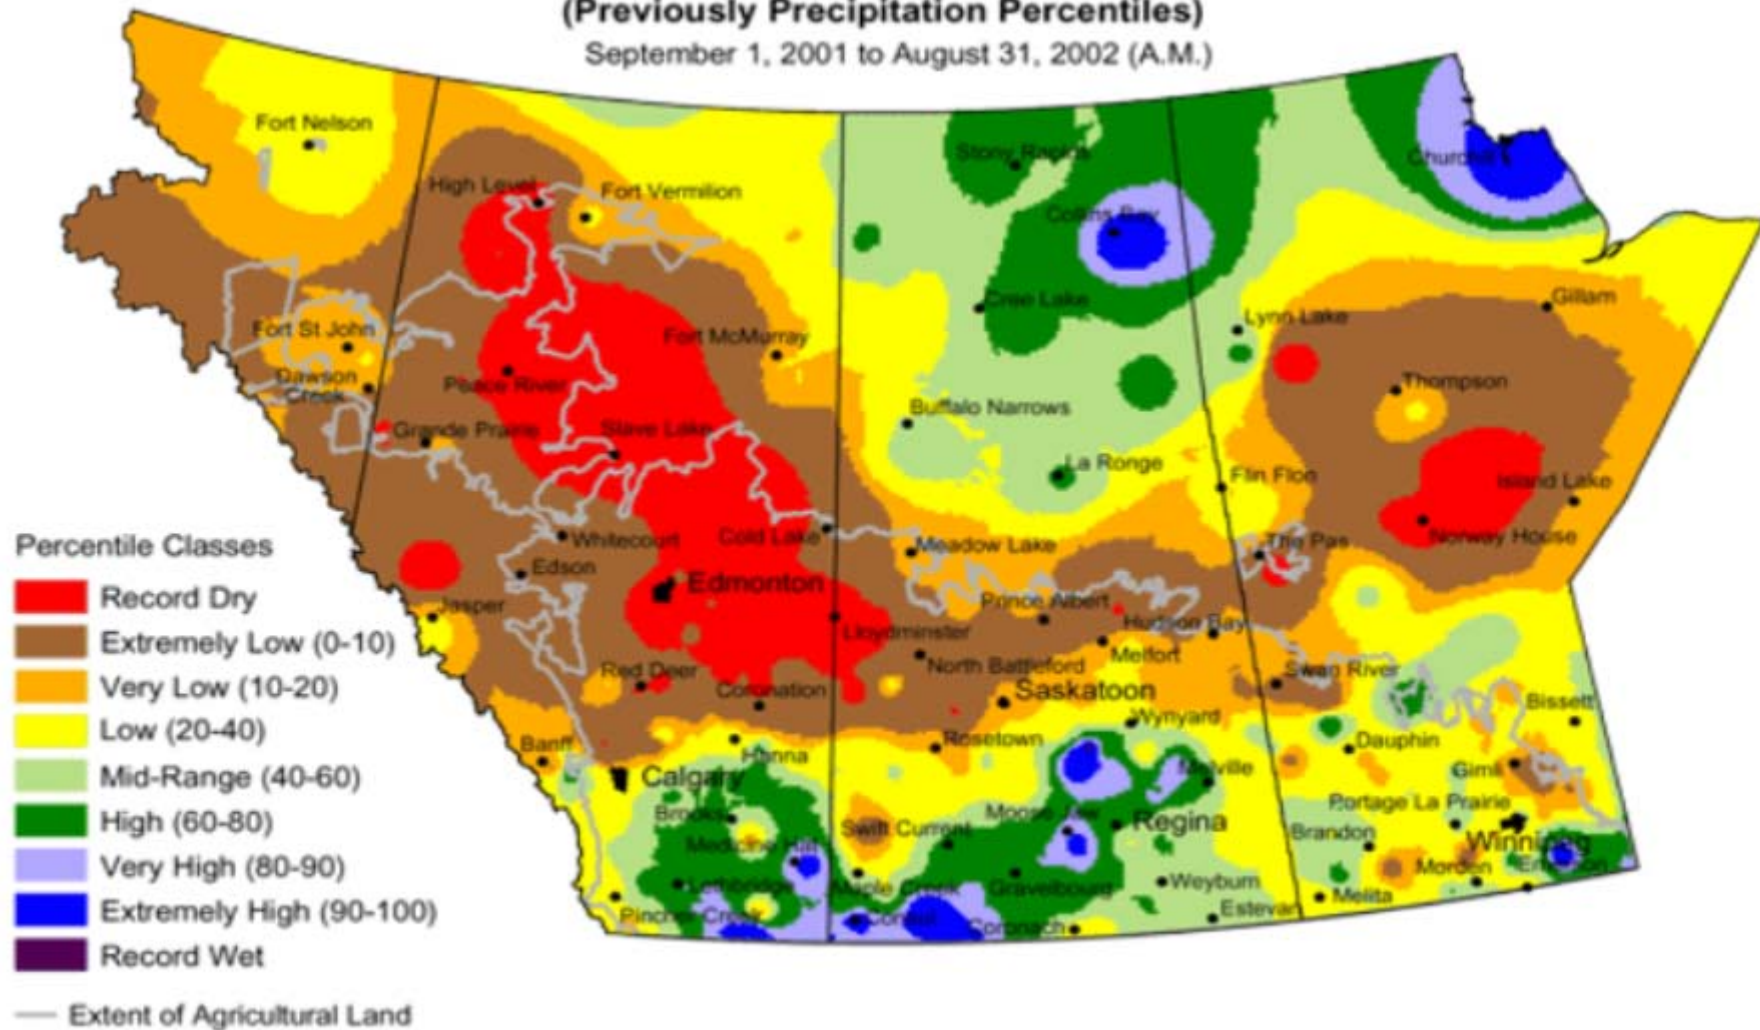 (Previously Precipitation Percentiles)
September 1, 2001 to August 31, 2002 (A.M.)
Fort Nelson
Stony Rapids
Churchill
High Level
Fort Vermilion
Collins Bay
Cree Lake
Gillam
Fort St John
Fort McMurray
Lynn Lake
Dawson
Creek
Peace River
Thompson
Buffalo Narrows
Grande Prairie
Slave Lake
La Ronge
Flin Flon
Island Lake
Whitecourt
Cold Lake
Meadow Lake
The Pas
Norway House
Edson
Edmonton
Jasper
Prince Albert
Hudson Bay
Lloydminster
Melfort
North Battleford
Red Deer
Swan River
Coronation
Saskatoon
Bissett
Wynyard
Banff
Hanna
Rosetown
Dauphin
Calgary
Melville
Gimli
Brooks
Moose Jaw
Regina
Portage La Prairie
Swift Current
Brandon
Winnipeg
Medicine Hat
Morden
Emerson
Lethbridge
Maple Creek
Gravelbourg
Weyburn
Melita
Pincher Creek
Consul
Coronach
Estevan
Percentile Classes
Record Dry
Extremely Low (0-10)
Very Low (10-20)
Low (20-40)
Mid-Range (40-60)
High (60-80)
Very High (80-90)
Extremely High (90-100)
Record Wet
Extent of Agricultural Land